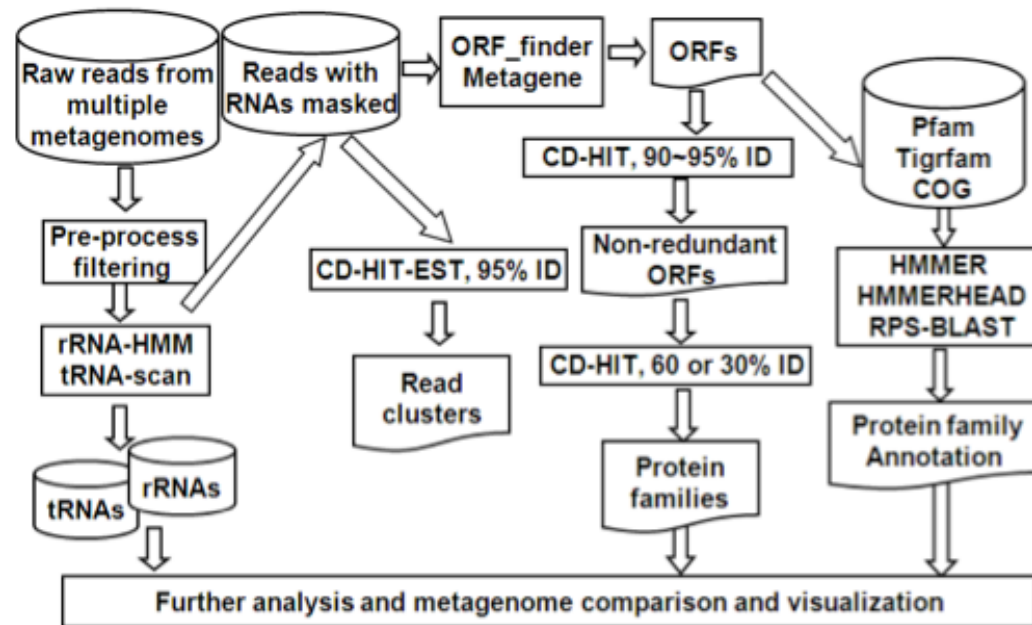 Raw reads from
multiple
metagenomes
Reads with
RNAs masked
ORF_finder
Metagene
ORFs
Pfam
Tigrfam
COG
CD-HIT, 90~95% ID
Pre-process
filtering
CD-HIT-EST, 95% ID
Non-redundant
ORFs
HMMER
HMMERHEAD
RPS-BLAST
rRNA-HMM
tRNA-scan
Read
clusters
CD-HIT, 60 or 30% ID
Protein family
Annotation
tRNAs
rRNAs
Protein
families
Further analysis and metagenome comparison and visualization